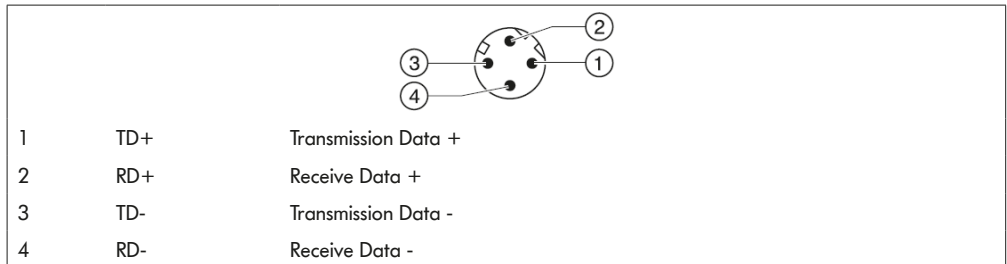 2
3
1
4
1 TD+ Transmission Data +
2 RD+ Receive Data +
3 TD- Transmission Data -
4 RD- Receive Data -